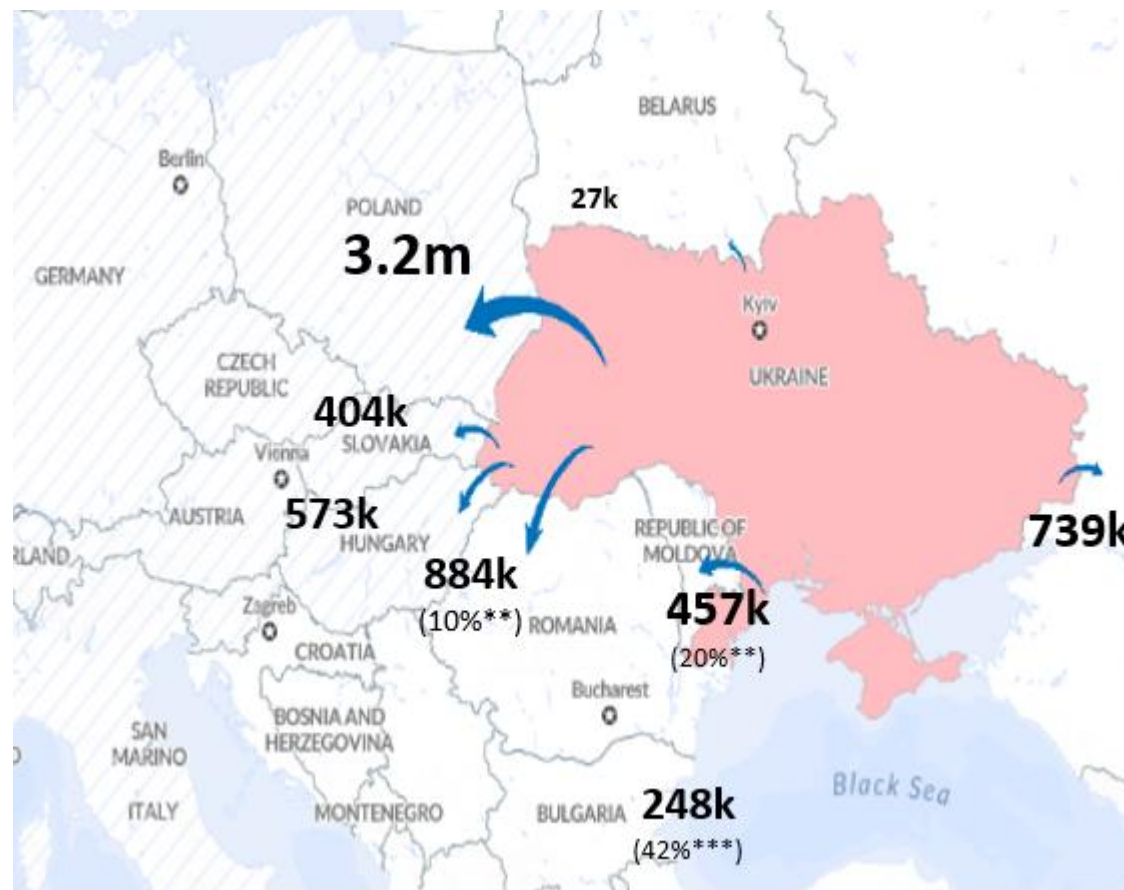 BELARUS
Berlin
27k
POLAND
3.2m
GERMANY
Kyiv
UKRAINE
CZECH
REPUBLIC
404k
SLOVAKIA
Vienna
573k
AUSTRIA
HUNGARY
REPUBLIC OF
MOLDOVA
739k
RLAND
884k
(10%**)
457k
(20%**)
Zagreb
ROMANIA
CROATIA
Bucharest
BOSNIA AND
HERZEGOVINA
SAN
MARINO
ITALY
MONTENEGRO
BULGARIA
248k
(42%***)
Black Sea